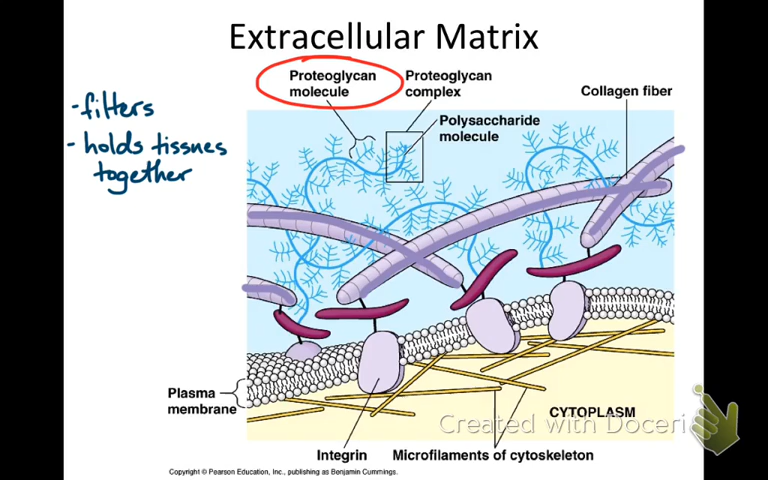 Extracellular Matrix
Proteoglycan
molecule
Proteoglycan
complex
Collagen fiber
Polysaccharide
molecule
-filters
-holds tissues
together
Plasma
membrane
CYTOPLASM
Created with Doceri
Integrin
Microfilaments of cytoskeleton
Copyright © Pearson Education, Inc., publishing as Benjamin Cummings.